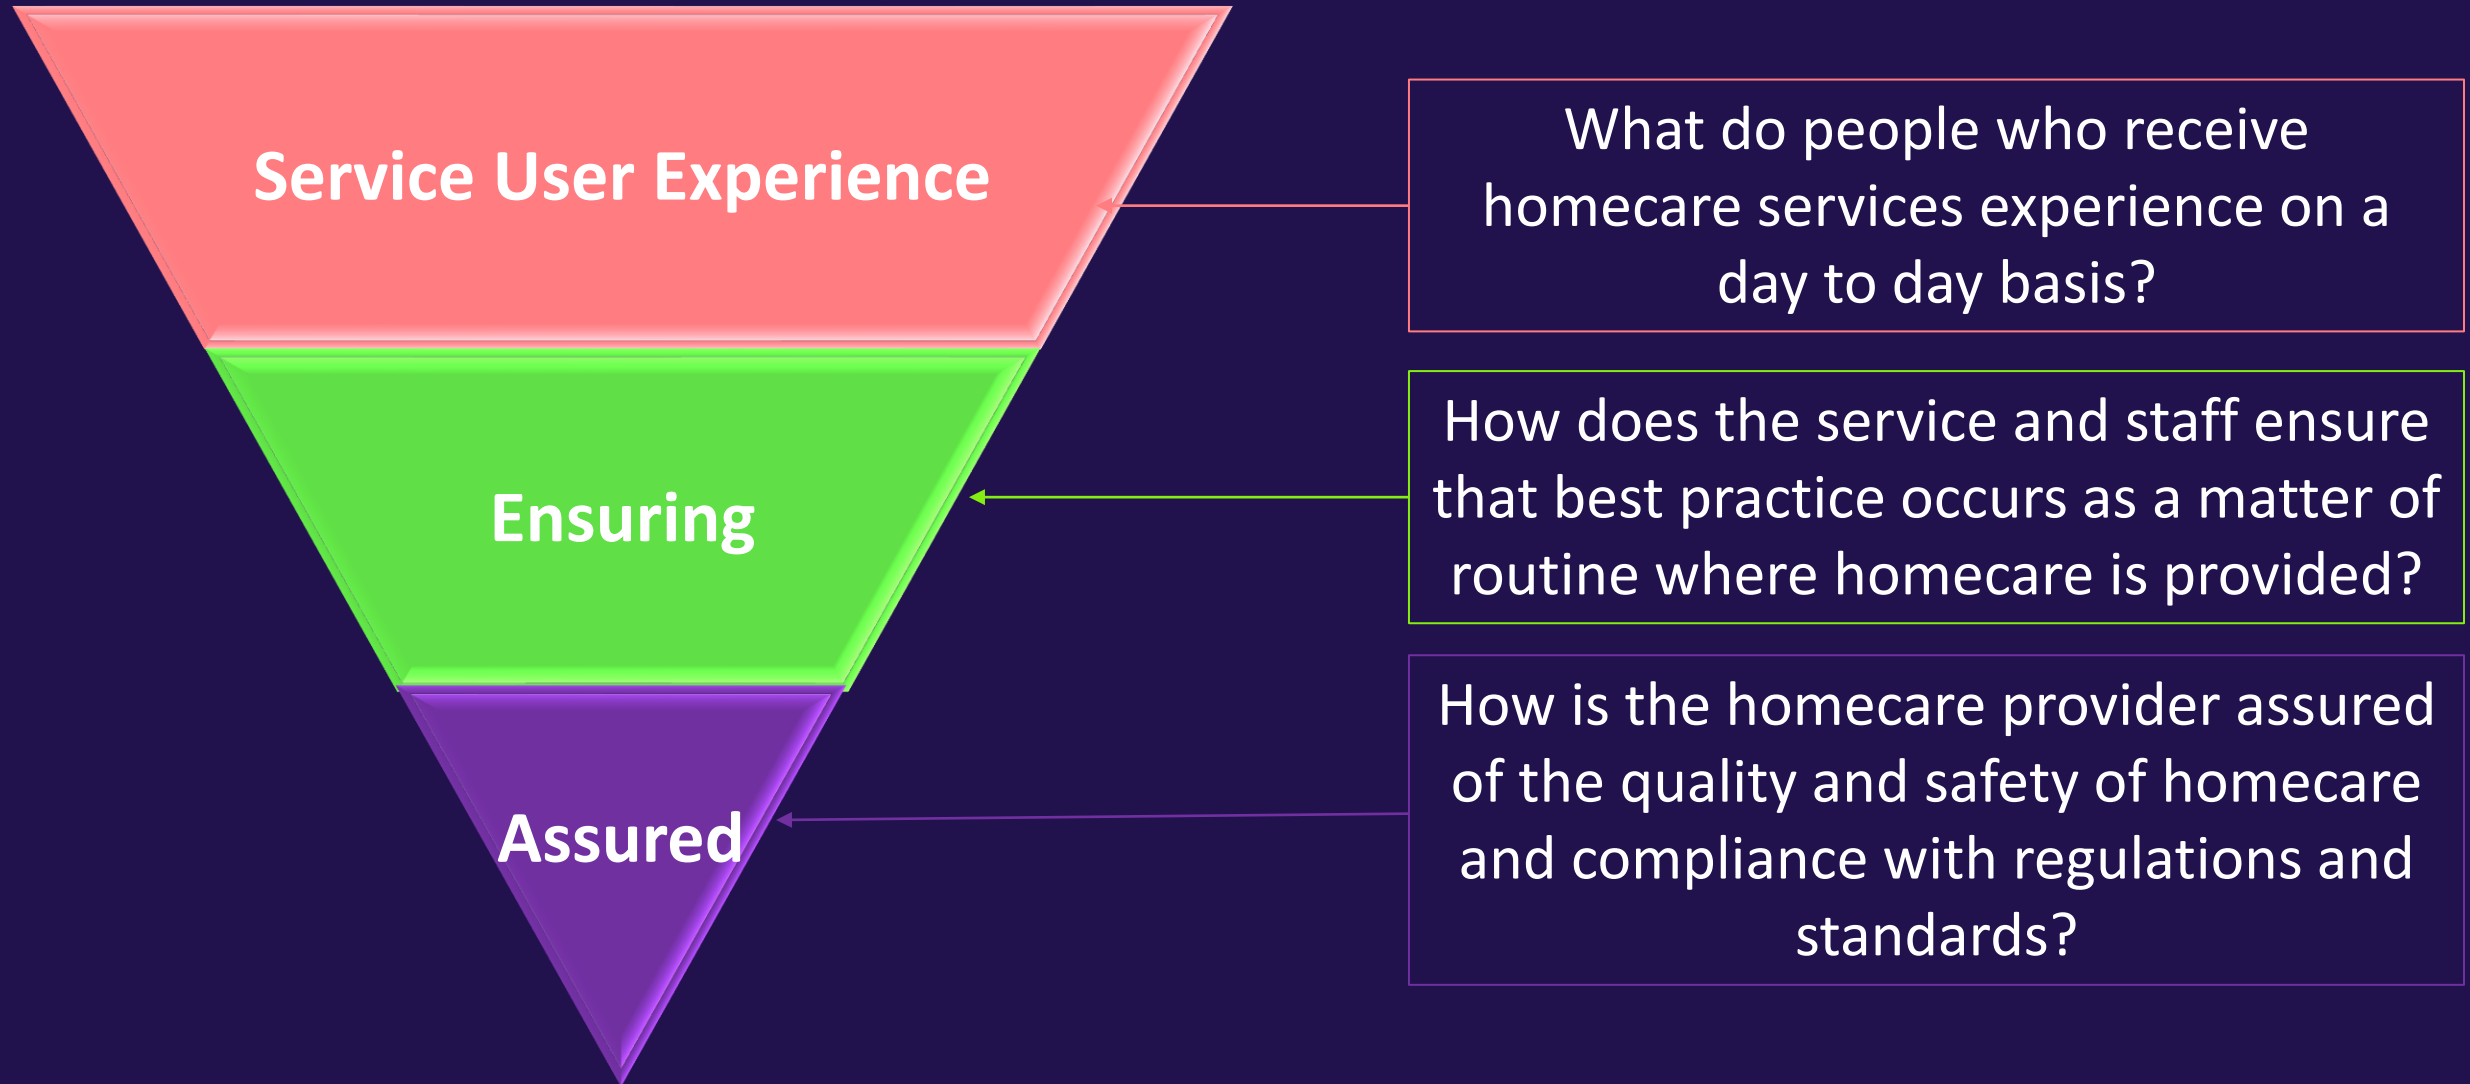 Service User Experience
What do people who receive
homecare services experience on a
day to day basis?
Ensuring
How does the service and staff ensure
that best practice occurs as a matter of
routine where homecare is provided?
Assured
How is the homecare provider assured
of the quality and safety of homecare
and compliance with regulations and
standards?